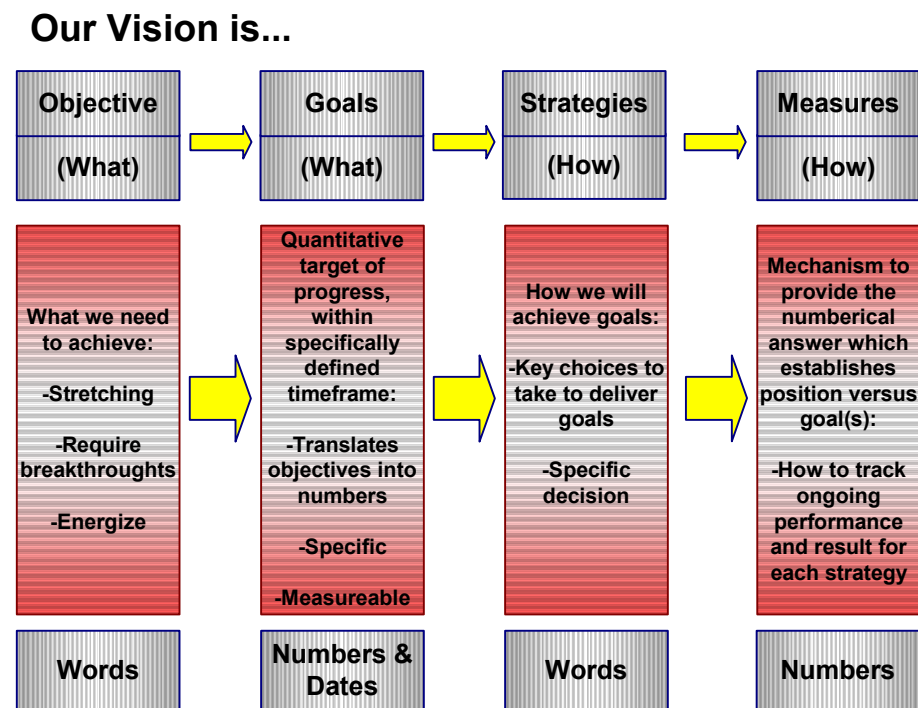 Our Vision is...
Objective
(What)
Goals
(What)
Strategies
(How)
Measures
(How)
What we need
to achieve:
-Stretching
-Require
breakthroughts
-Energize
Quantitative
target of
progress,
within
specifically
defined
timeframe:
-Translates
objectives into
numbers
-Specific
-Measureable
How we will
achieve goals:
-Key choices to
take to deliver
goals
-Specific
decision
Mechanism to
provide the
numberical
answer which
establishes
position versus
goal(s):
-How to track
ongoing
performance
and result for
each strategy
Words
Numbers &
Dates
Words
Numbers